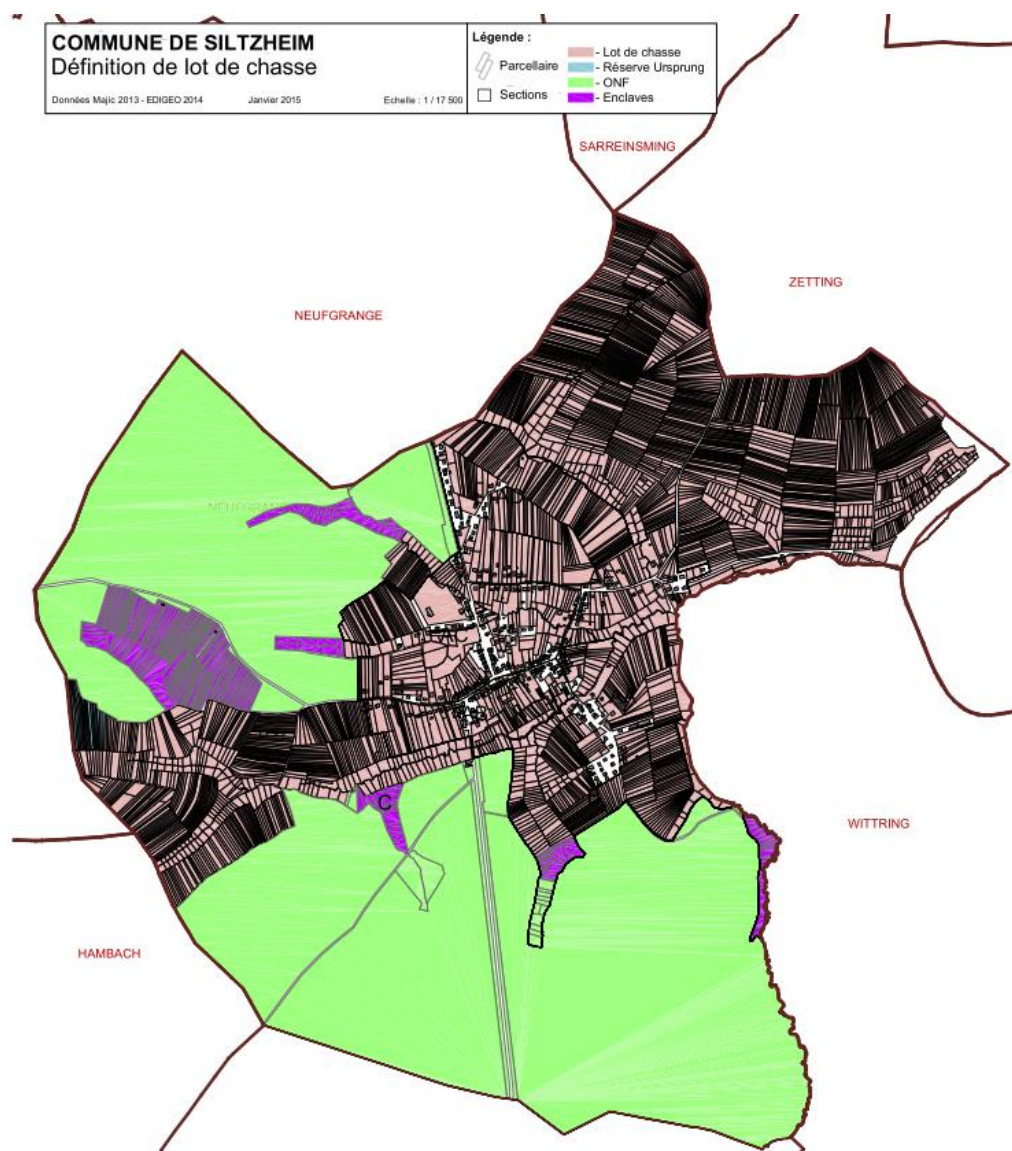 COMMUNE DE SILTZHEIM
Définition de lot de chasse
Données Majic 2013 - EDIGEO 2014 Janvier 2015 Echelle : 1 / 17 500
Légende :
Parcellaire
Sections
- Lot de chasse
- Réserve Ursprung
- ONF
- Enclaves
SARREINSMING
ZETTING
NEUFGRANGE
C
WITTRING
HAMBACH